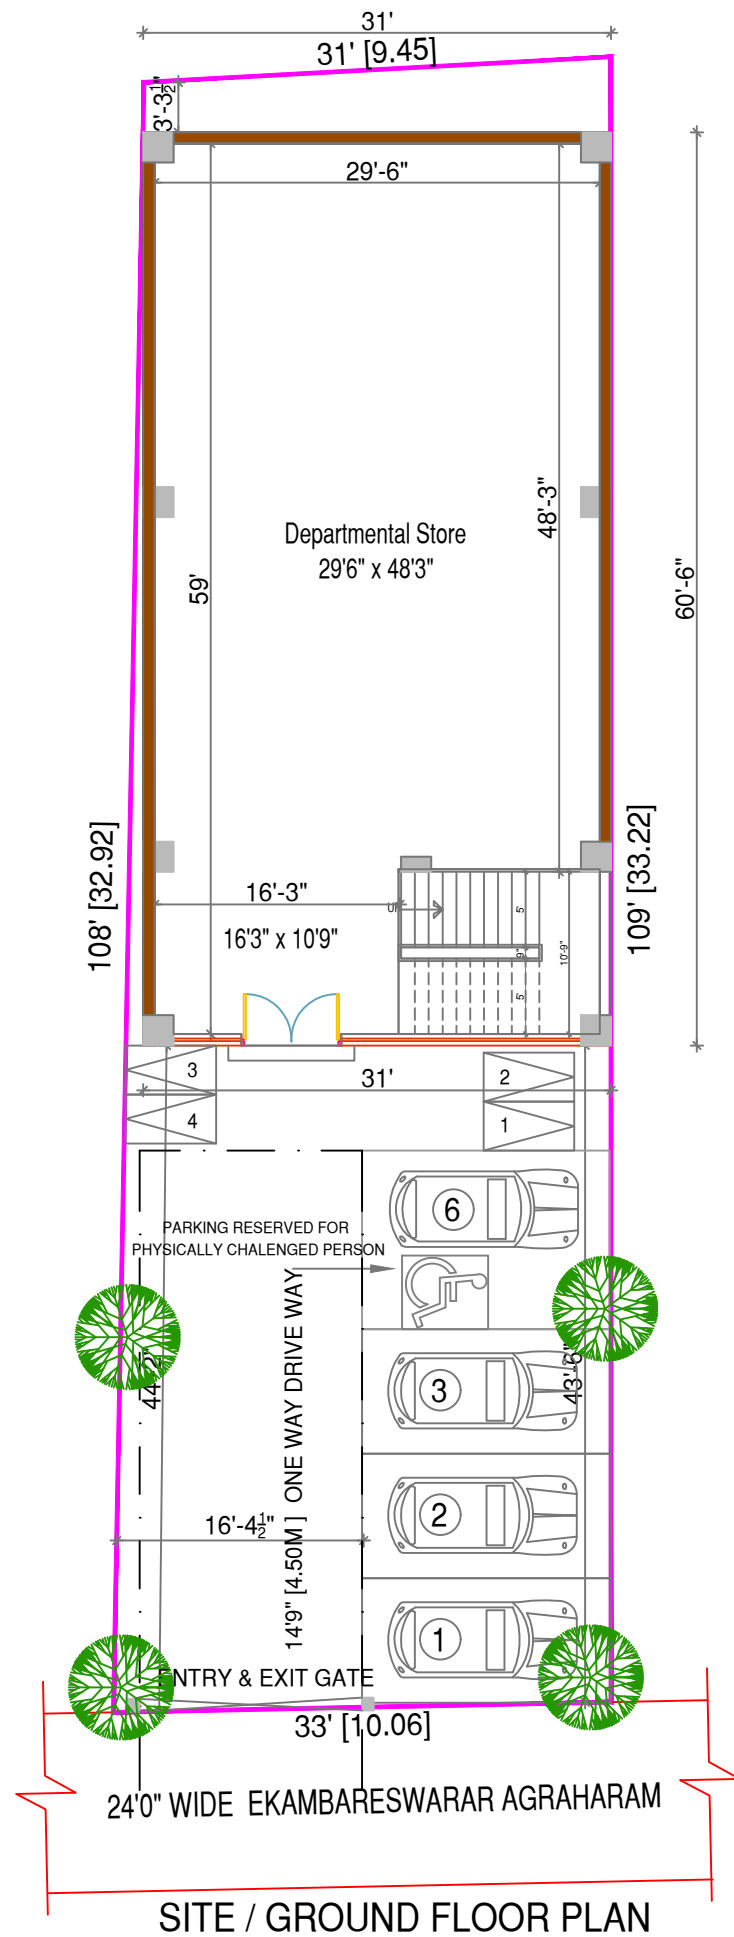 31'
31' [9.45]
3'-3½"
29'-6"
48'-3"
Departmental Store
29'6" x 48'3"
59'
60'-6"
108' [32.92]
109' [33.22]
16'-3"
UP
5'
16'3" x 10'9"
9"
10'-9"
5'
3
2
31'
4
1
6
PARKING RESERVED FOR
PHYSICALLY CHALENGED PERSON
44'-2"
43'-6"
3
14'9" [4.50M ] ONE WAY DRIVE WAY
2
16'-4½"
1
ENTRY & EXIT GATE
33' [10.06]
24'0" WIDE EKAMBARESWARAR AGRAHARAM
SITE / GROUND FLOOR PLAN